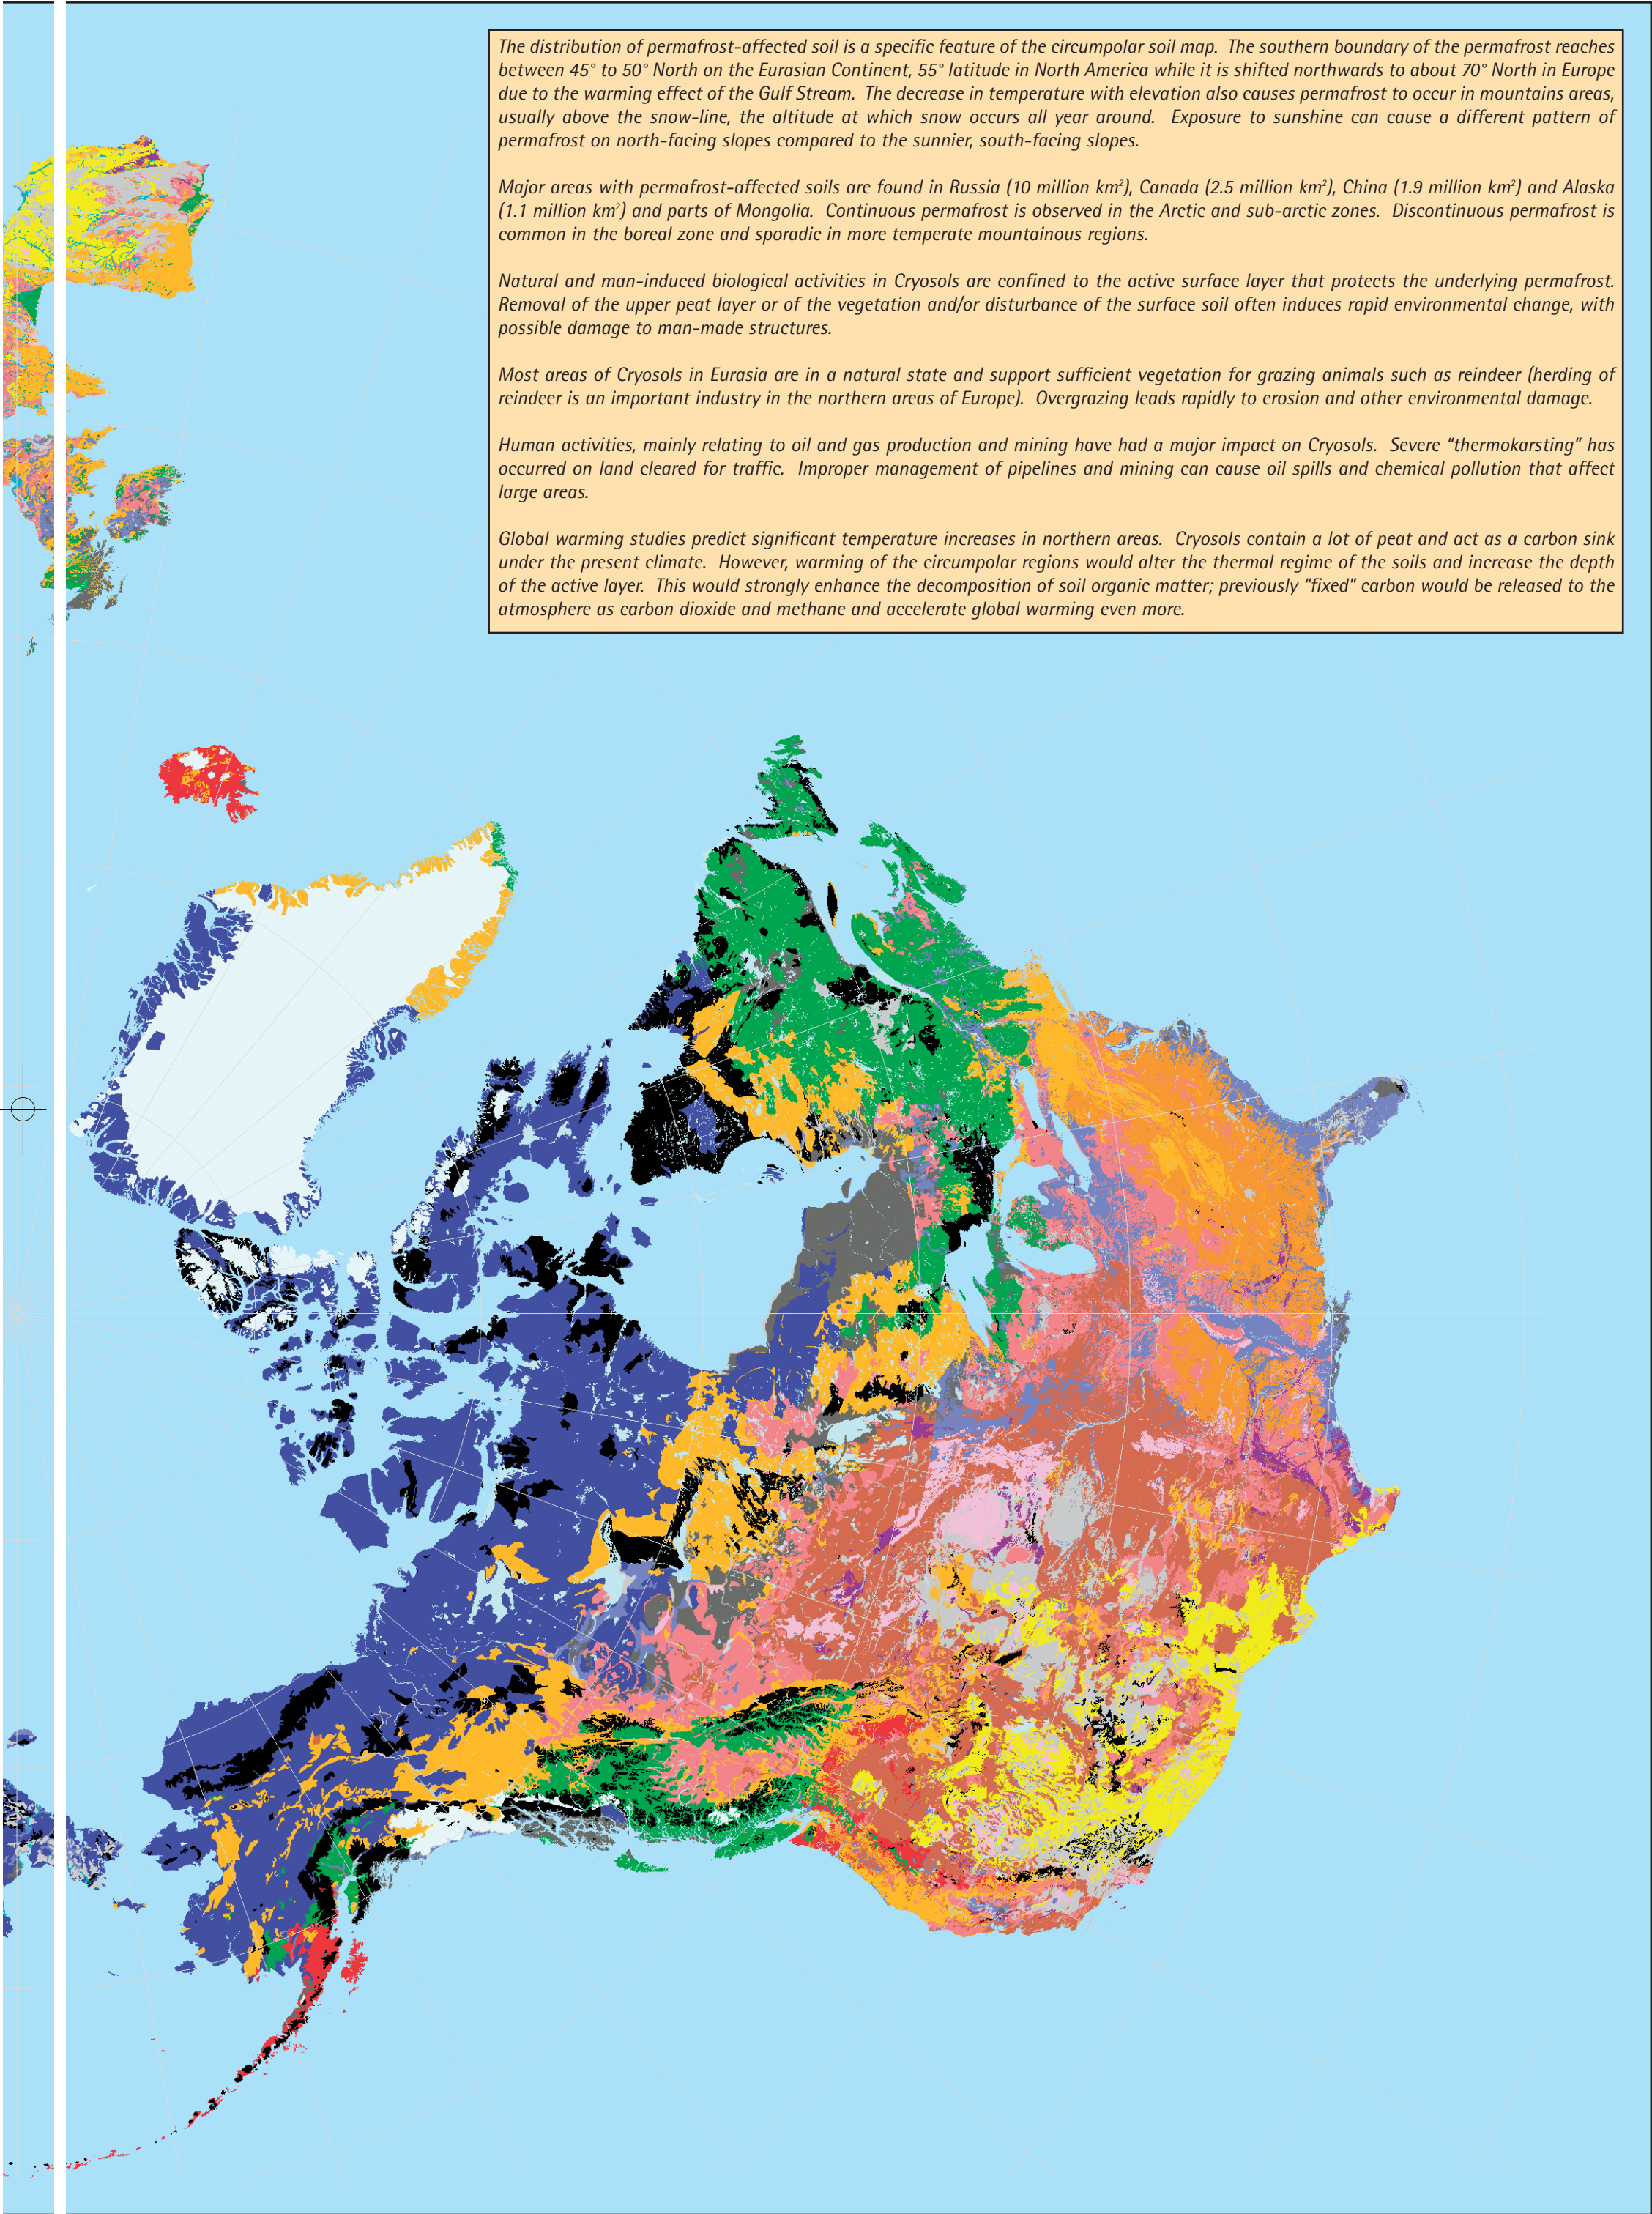 The distribution of permafrost-affected soil is a specific feature of the circumpolar soil map. The southern boundary of the permafrost reaches
between 45° to 50° North on the Eurasian Continent, 55° latitude in North America while it is shifted northwards to about 70° North in Europe
due to the warming effect of the Gulf Stream. The decrease in temperature with elevation also causes permafrost to occur in mountains areas,
usually above the snow-line, the altitude at which snow occurs all year around. Exposure to sunshine can cause a different pattern of
permafrost on north-facing slopes compared to the sunnier, south-facing slopes.
Major areas with permafrost-affected soils are found in Russia (10 million km²), Canada (2.5 million km²), China (1.9 million km²) and Alaska
(1.1 million km²) and parts of Mongolia. Continuous permafrost is observed in the Arctic and sub-arctic zones. Discontinuous permafrost is
common in the boreal zone and sporadic in more temperate mountainous regions.
Natural and man-induced biological activities in Cryosols are confined to the active surface layer that protects the underlying permafrost.
Removal of the upper peat layer or of the vegetation and/or disturbance of the surface soil often induces rapid environmental change, with
possible damage to man-made structures.
Most areas of Cryosols in Eurasia are in a natural state and support sufficient vegetation for grazing animals such as reindeer (herding of
reindeer is an important industry in the northern areas of Europe). Overgrazing leads rapidly to erosion and other environmental damage.
Human activities, mainly relating to oil and gas production and mining have had a major impact on Cryosols. Severe “thermokarsting” has
occurred on land cleared for traffic. Improper management of pipelines and mining can cause oil spills and chemical pollution that affect
large areas.
Global warming studies predict significant temperature increases in northern areas. Cryosols contain a lot of peat and act as a carbon sink
under the present climate. However, warming of the circumpolar regions would alter the thermal regime of the soils and increase the depth
of the active layer. This would strongly enhance the decomposition of soil organic matter; previously “fixed” carbon would be released to the
atmosphere as carbon dioxide and methane and accelerate global warming even more.